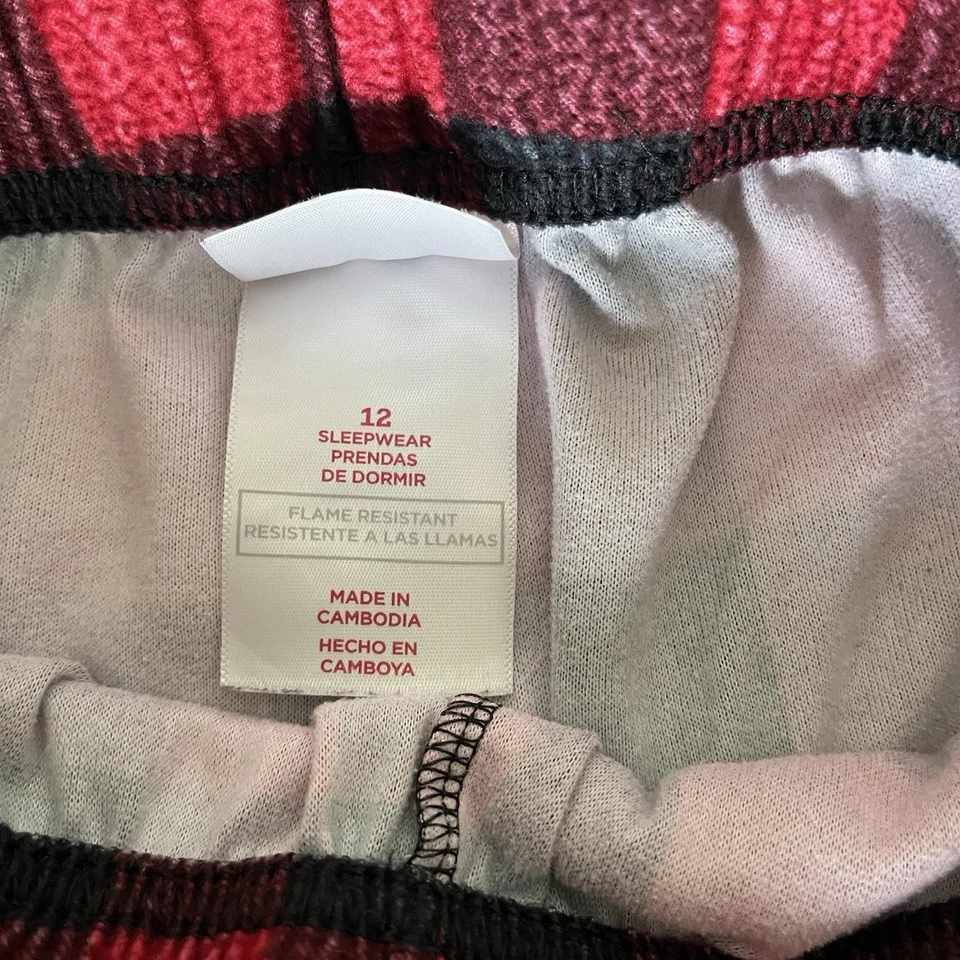 12
SLEEPWEAR
PRENDAS
DE DORMIR
FLAME RESISTANT
RESISTENTE A LAS LLAMAS
MADE IN
CAMBODIA
HECHO EN
CAMBOYA